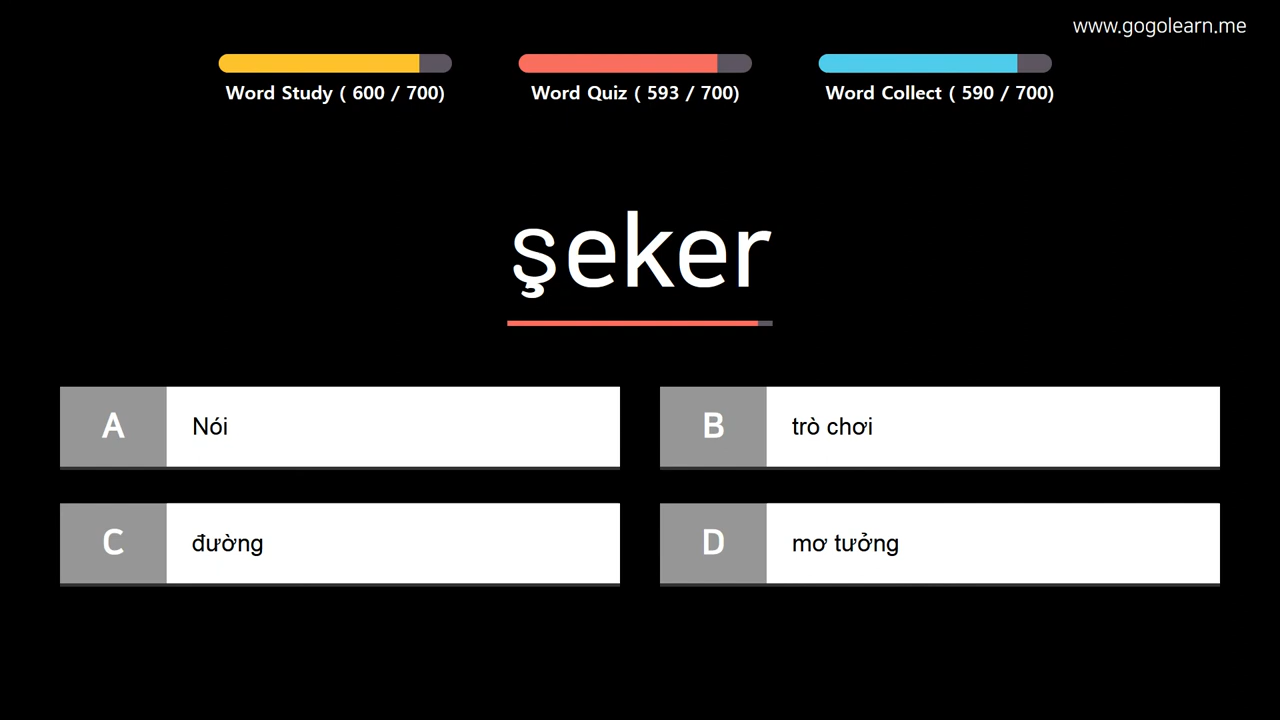 www.gogolearn.me
Word Study ( 600 / 700)
Word Quiz ( 593 / 700)
Word Collect ( 590 / 700)
şeker
A Nói
B trò chơi
C đường
D mơ tưởng